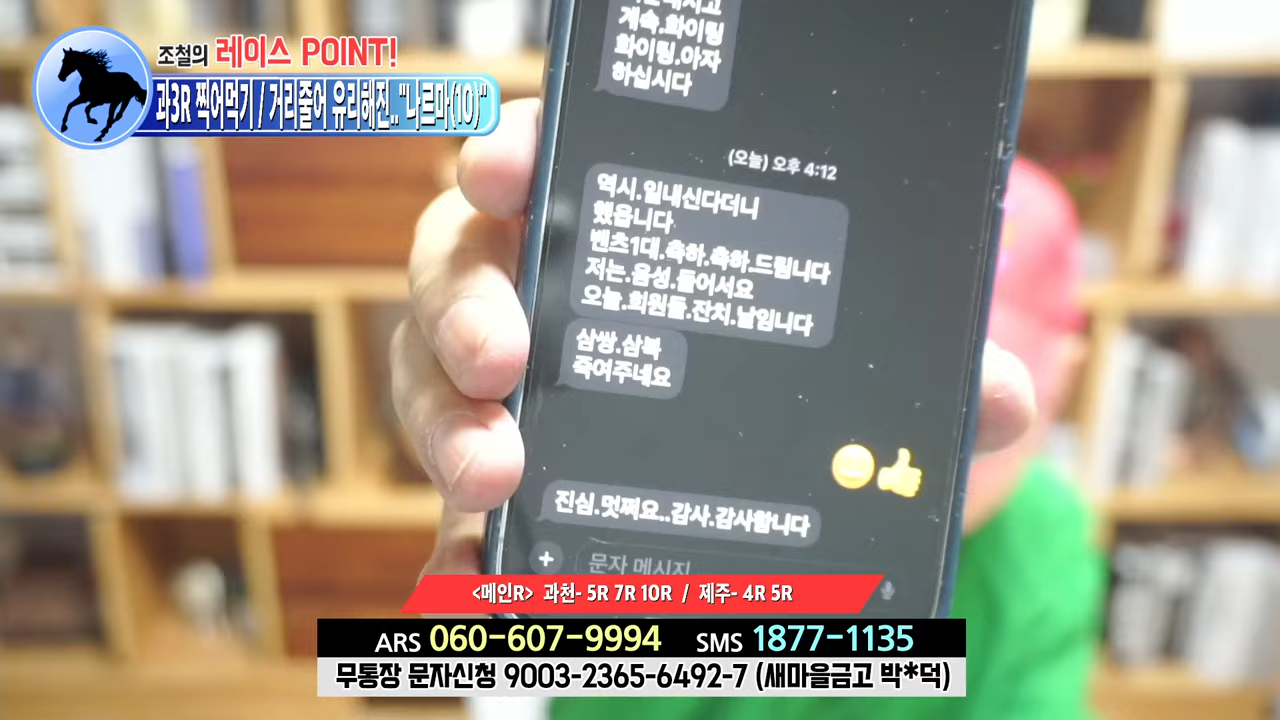 조철의 레이스 POINT!
과3R 찍어먹기 / 거리줄어 유리해진.. "나르마(10)"
계속.화이팅
화이팅.아자
하십시다
(오늘) 오후 4:12
역시.일내신다더니
했읍니다
벤츠1대.축하.축하.드립니다
저는.음성.들어서요
오늘.회원들.잔치.날입니다
삼쌍.삼복
죽여주네요
진심.멋쪄요..감사.감사합니다
문자 메시지
<메인R> 과천- 5R 7R 10R / 제주- 4R 5R
ARS 060-607-9994 SMS 1877-1135
무통장 문자신청 9003-2365-6492-7 (새마을금고 박*덕)